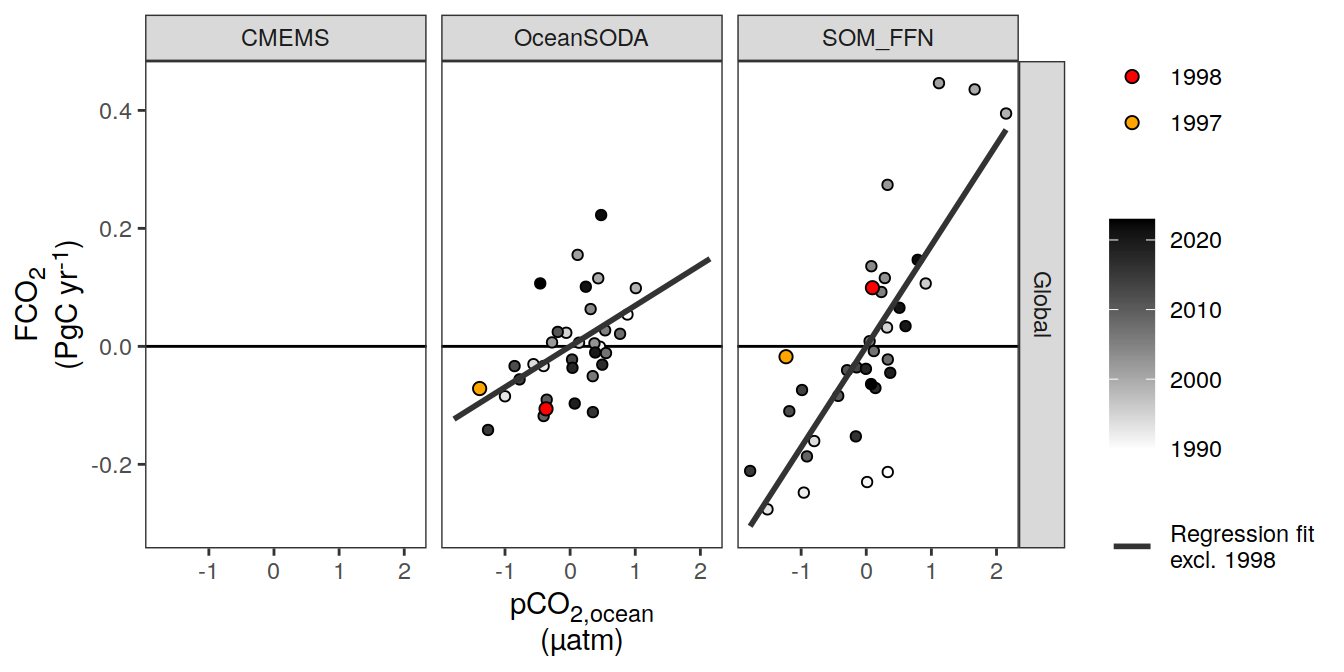 CMEMS
OceanSODA
SOM_FFN
FCO₂
(PgC yr⁻¹)
0.4
0.2
0.0
-0.2
-1 0 1 2
-1 0 1 2
-1 0 1 2
pCO₂,ocean
(µatm)
Global
1998
1997
2020
2010
2000
1990
Regression fit
excl. 1998